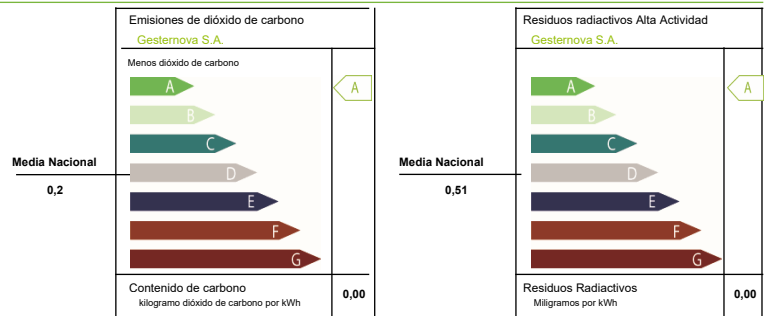 Emisiones de dióxido de carbono
Gesternova S.A.
Menos dióxido de carbono
A
A
B
C
Media Nacional
D
0,2
E
F
G
Contenido de carbono
kilogramo dióxido de carbono por kWh
0,00
Residuos radiactivos Alta Actividad
Gesternova S.A.
A
A
B
C
Media Nacional
D
0,51
E
F
G
Residuos Radiactivos
Miligramos por kWh
0,00